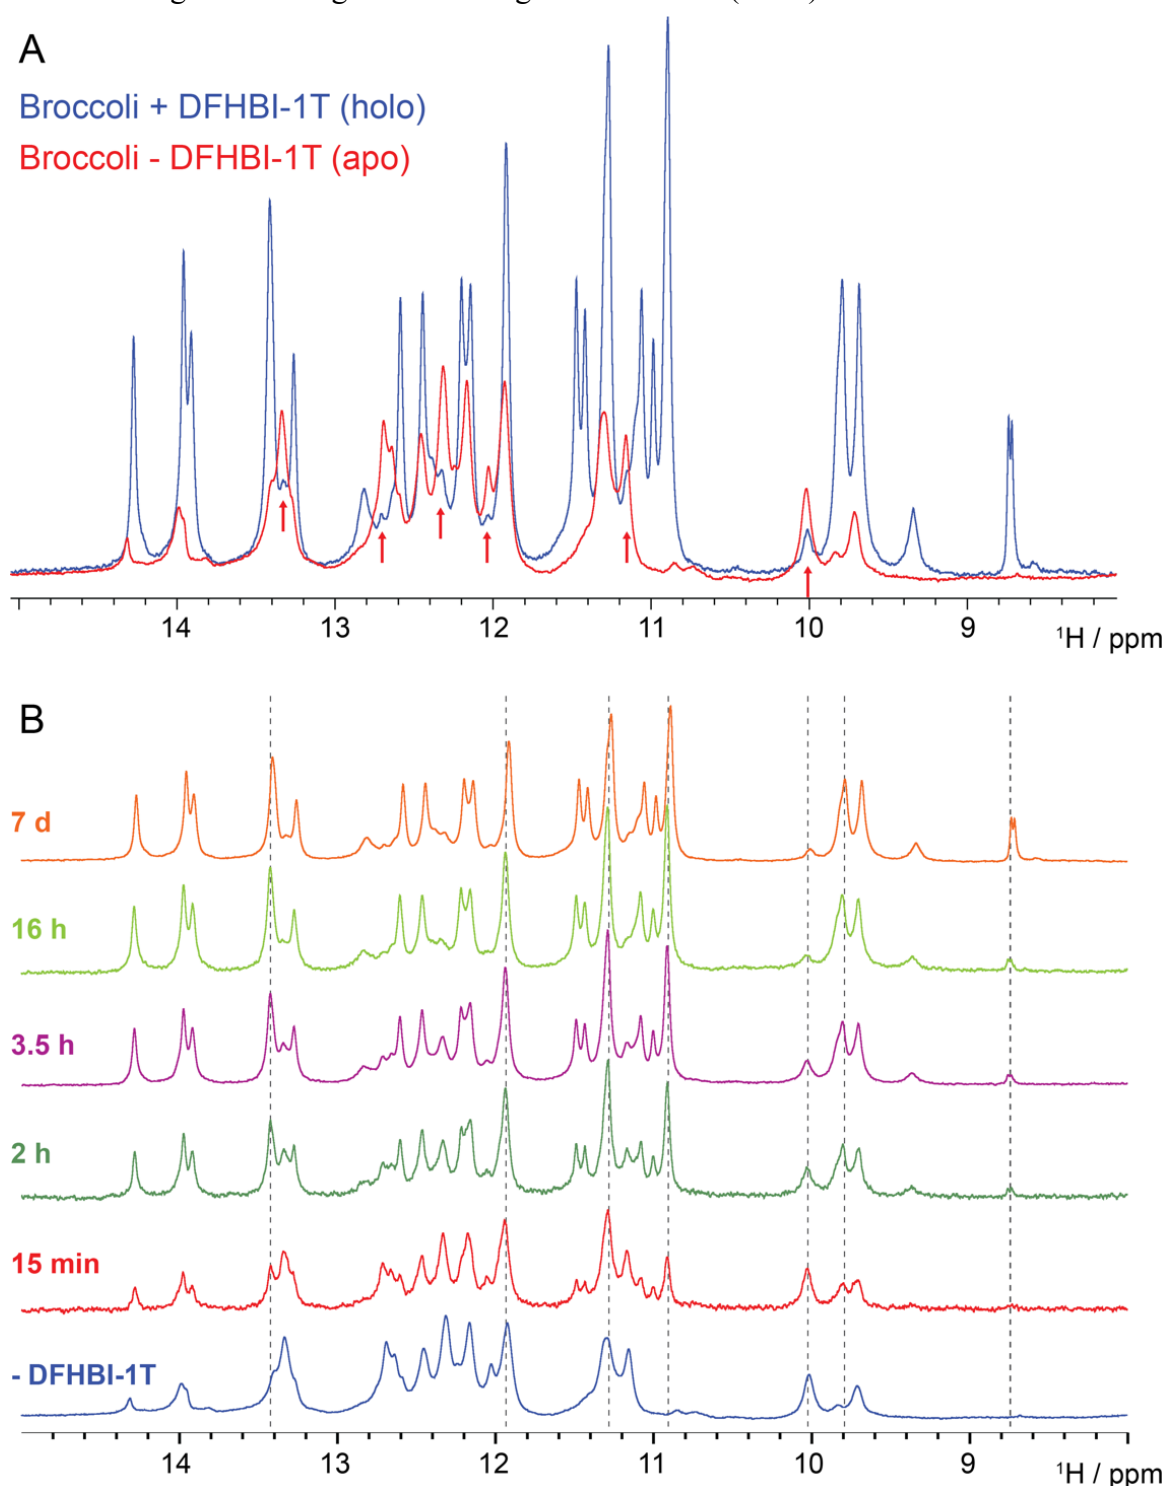 A
Broccoli + DFHBI-1T (holo)
Broccoli - DFHBI-1T (apo)
14 13 12 11 10 9 ¹H / ppm
B
7 d
16 h
3.5 h
2 h
15 min
- DFHBI-1T
14 13 12 11 10 9 ¹H / ppm